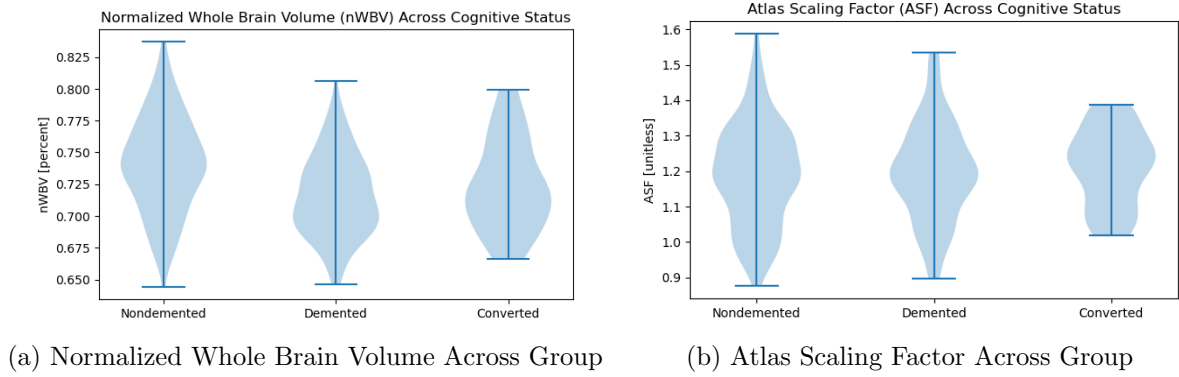 Normalized Whole Brain Volume (nWBV) Across Cognitive Status
nWBV [percent]
0.825
0.800
0.775
0.750
0.725
0.700
0.675
0.650
Nondemented
Demented
Converted
(a) Normalized Whole Brain Volume Across Group
Atlas Scaling Factor (ASF) Across Cognitive Status
ASF [unitless]
1.6
1.5
1.4
1.3
1.2
1.1
1.0
0.9
Nondemented
Demented
Converted
(b) Atlas Scaling Factor Across Group